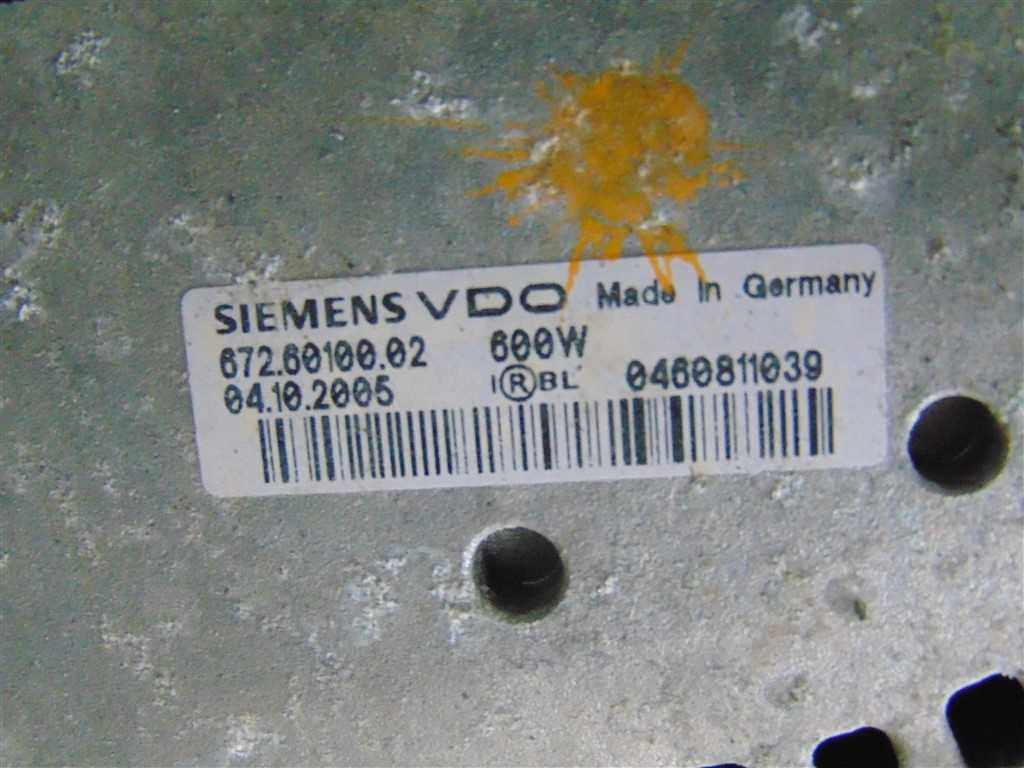 SIEMENS VDO Made in Germany
672.60100.02 600W
04.10.2005 I®BL 0460811039